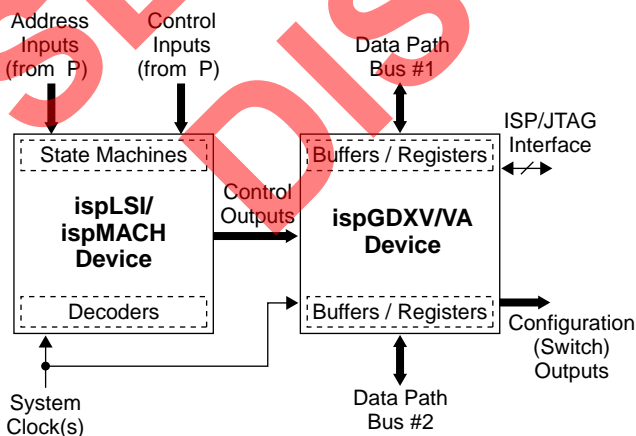 Address
Inputs
(from P)
Control
Inputs
(from P)
Data Path
Bus #1
ISP/JTAG
Interface
State Machines
Buffers / Registers
ispLSI/
ispMACH
Device
Control
Outputs
ispGDXV/VA
Device
Decoders
Buffers / Registers
Configuration
(Switch)
Outputs
System
Clock(s)
Data Path
Bus #2